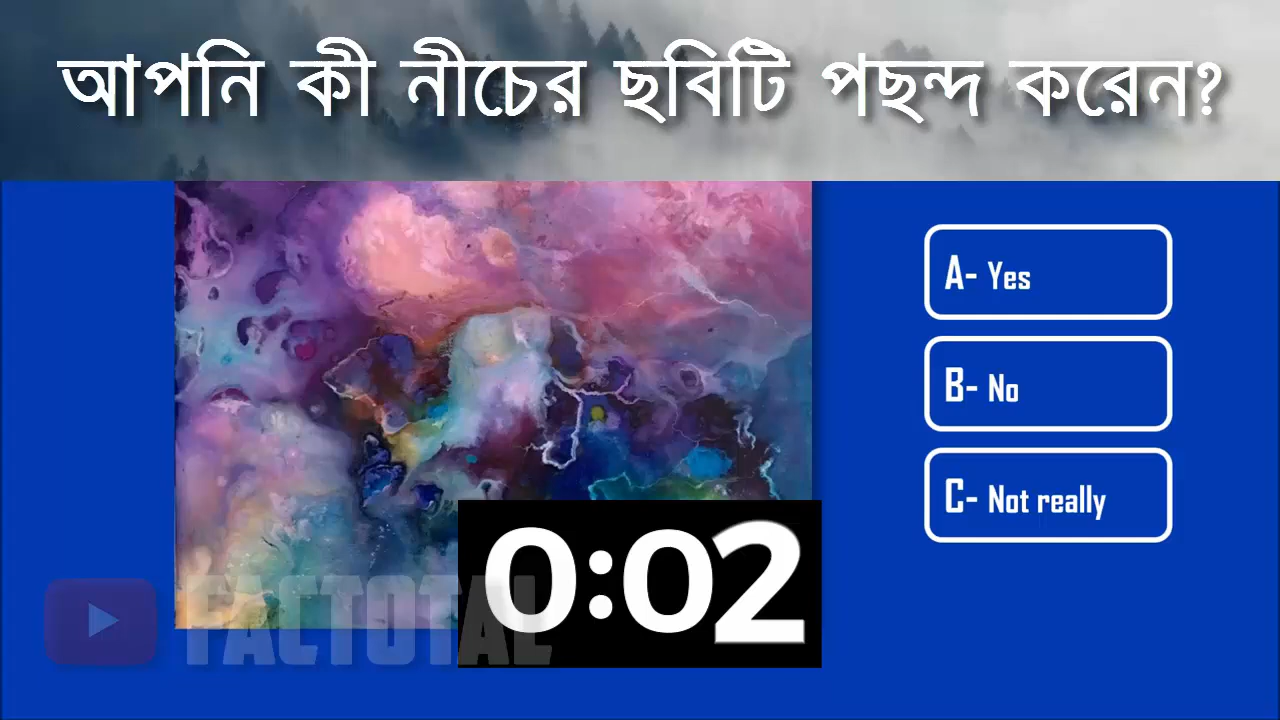 আপনি কী নীচের ছবিটি পছন্দ করেন?
A- Yes
B- No
C- Not really
0:02
FACTOTAL